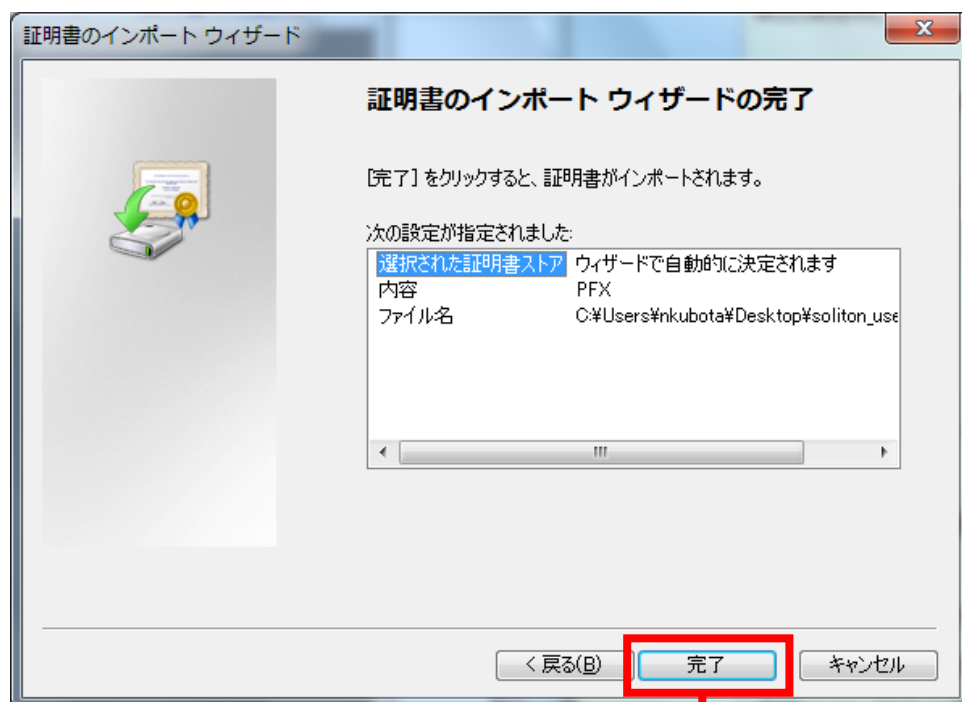 証明書のインポート ウィザード
証明書のインポート ウィザードの完了
[完了] をクリックすると、証明書がインポートされます。
次の設定が指定されました:
選択された証明書ストア ウィザードで自動的に決定されます
内容 PFX
ファイル名 C:¥Users¥nkubota¥Desktop¥soliton_use
< 戻る(B)
完了
キャンセル